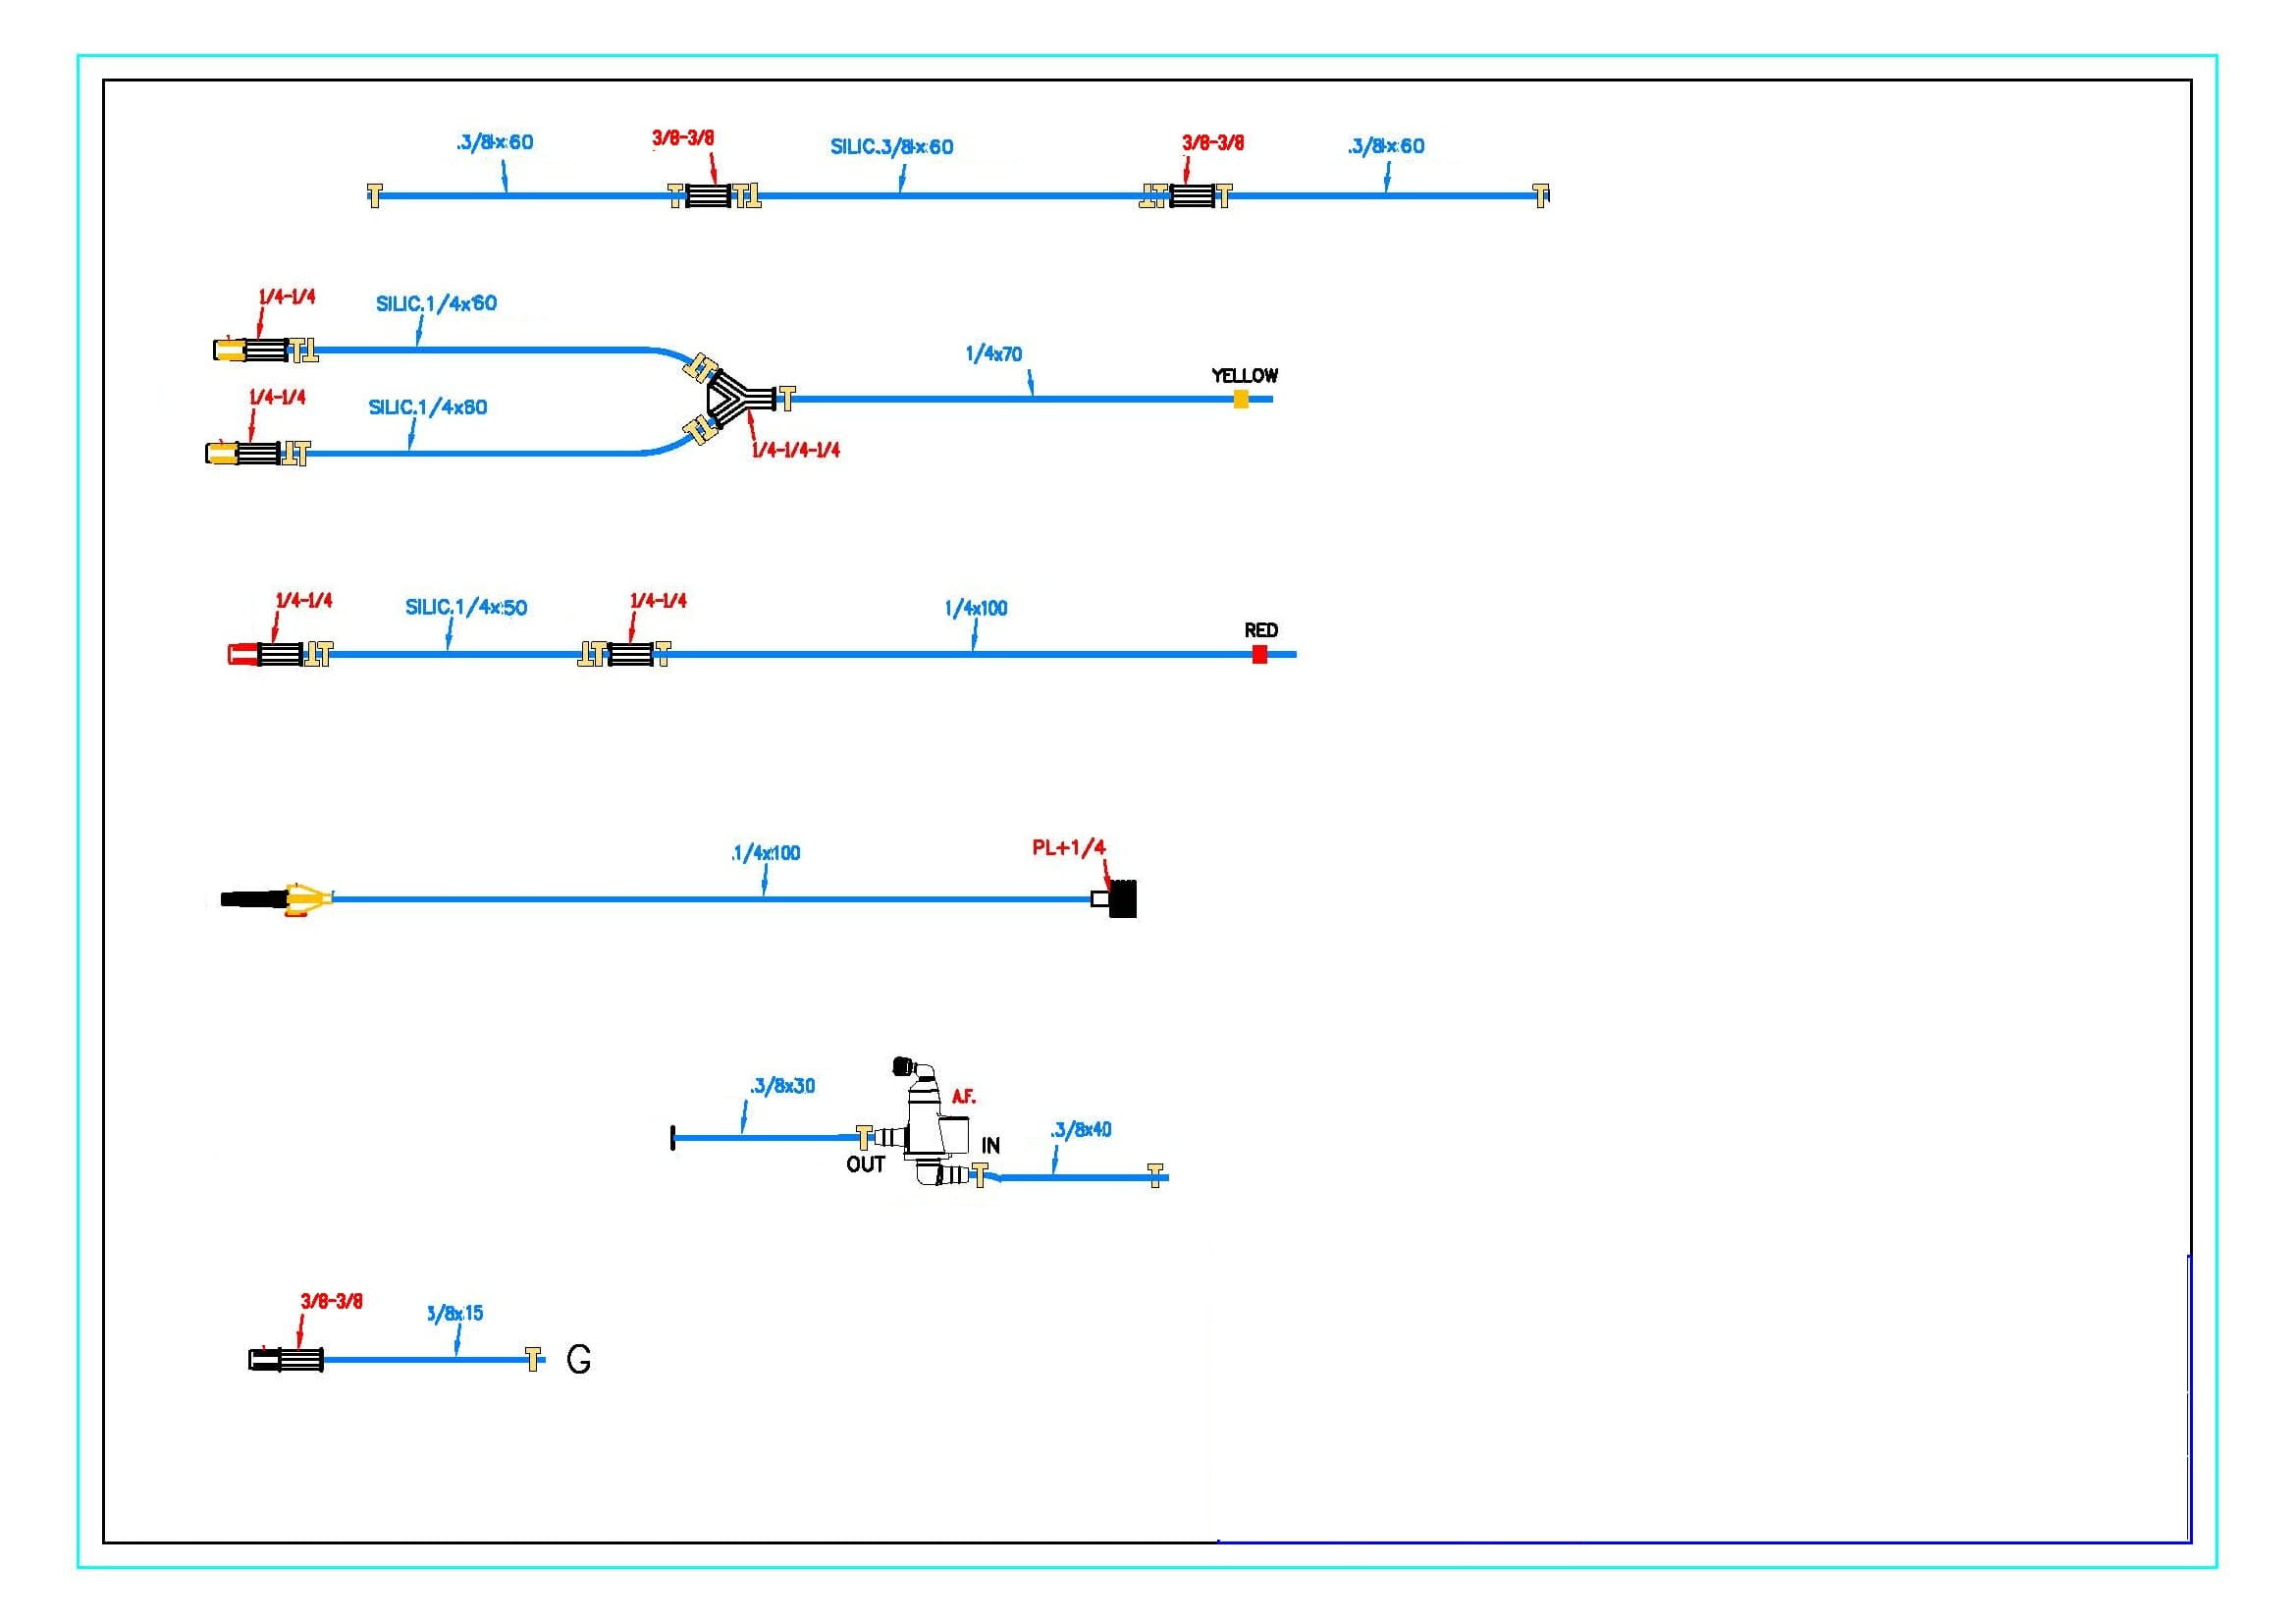 .3/8x60
3/8-3/8
SILIC.3/8x60
3/8-3/8
.3/8x60
1/4-1/4
SILIC.1/4x60
1/4x70
YELLOW
1/4-1/4
SILIC.1/4x60
1/4-1/4-1/4
1/4-1/4
SILIC.1/4x50
1/4-1/4
1/4x100
RED
.1/4x100
PL+1/4
.3/8x30
A.F.
OUT
IN
.3/8x40
3/8-3/8
3/8x15
G